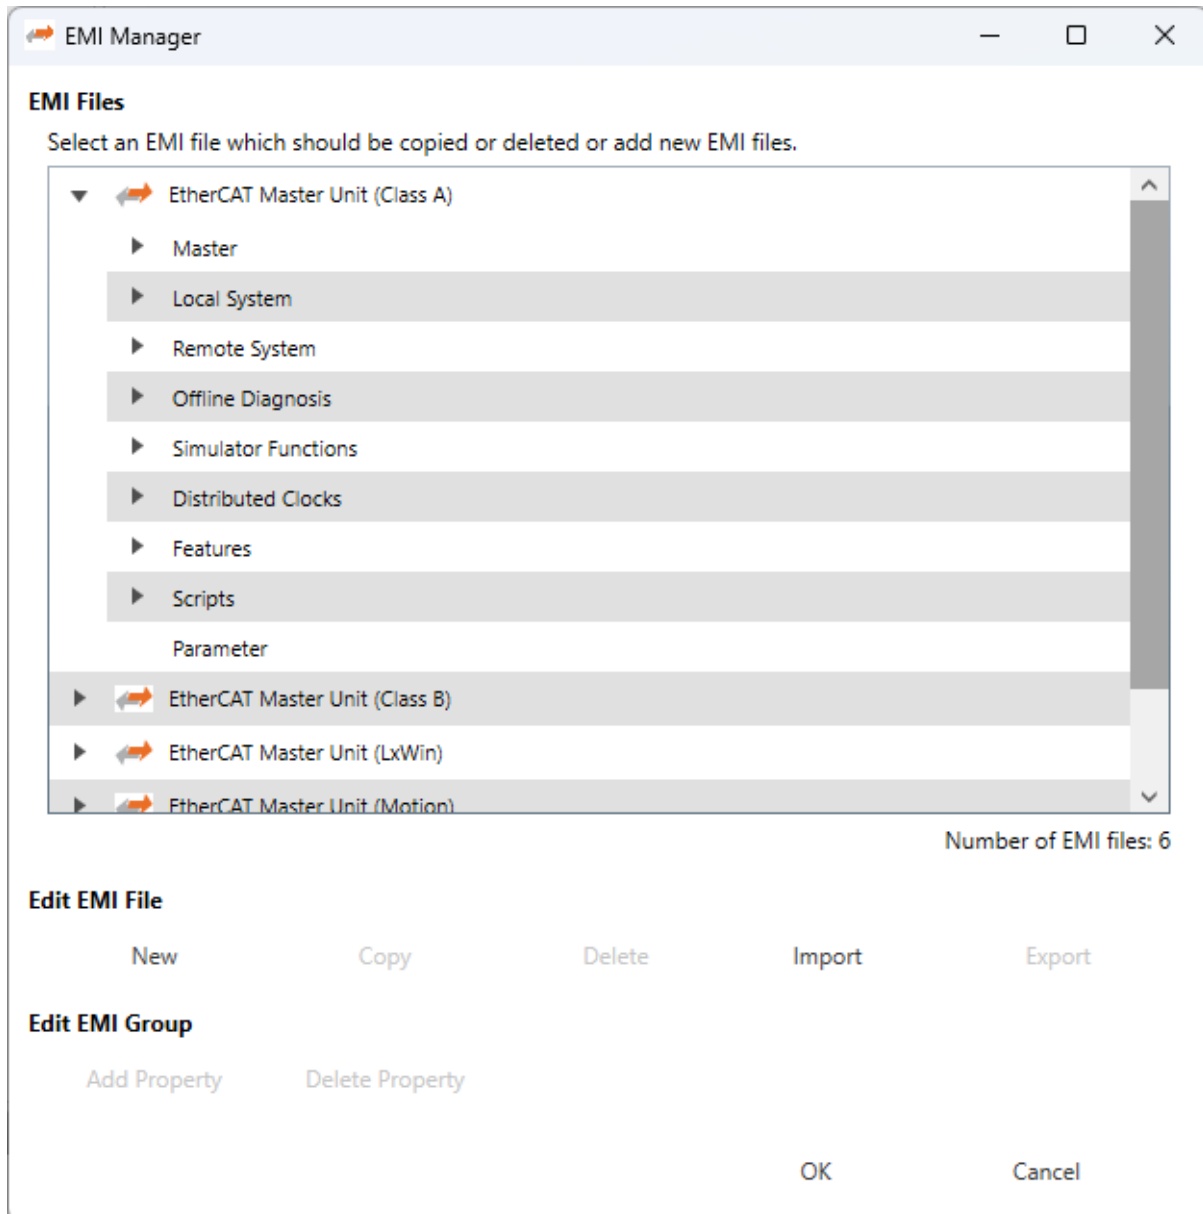 EMI Manager
EMI Files
Select an EMI file which should be copied or deleted or add new EMI files.
EtherCAT Master Unit (Class A)
Master
Local System
Remote System
Offline Diagnosis
Simulator Functions
Distributed Clocks
Features
Scripts
Parameter
EtherCAT Master Unit (Class B)
EtherCAT Master Unit (LxWin)
EtherCAT Master Unit (Motion)
Number of EMI files: 6
Edit EMI File
New Copy Delete Import Export
Edit EMI Group
Add Property Delete Property
OK Cancel